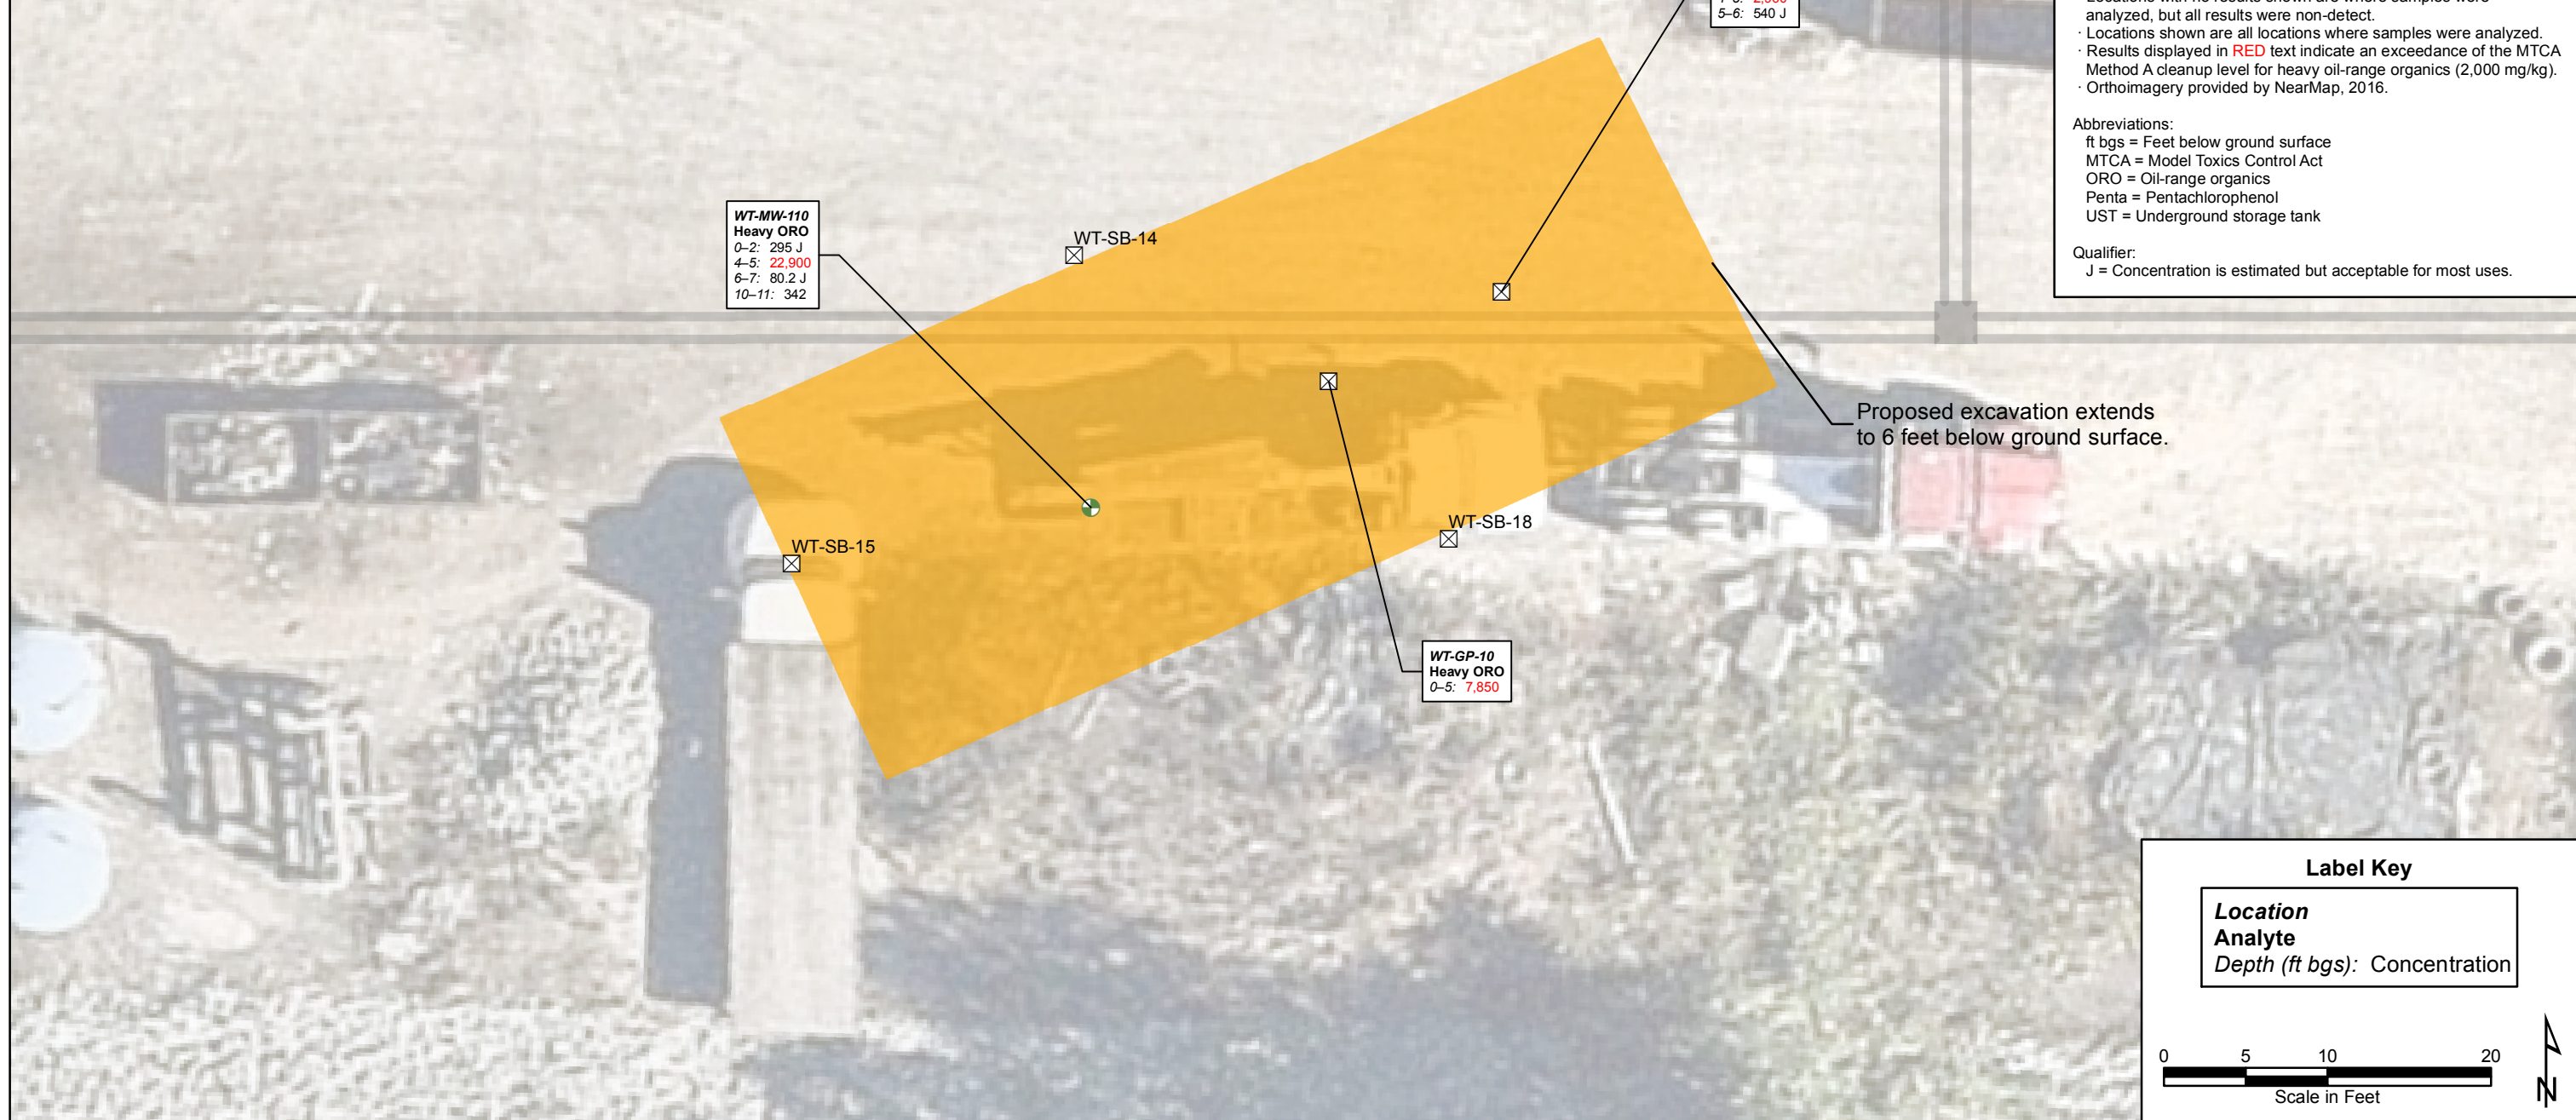 5–6: 540 J
analyzed, but all results were non-detect.
· Locations shown are all locations where samples were analyzed.
· Results displayed in RED text indicate an exceedance of the MTCA
Method A cleanup level for heavy oil-range organics (2,000 mg/kg).
· Orthoimagery provided by NearMap, 2016.
Abbreviations:
ft bgs = Feet below ground surface
MTCA = Model Toxics Control Act
ORO = Oil-range organics
Penta = Pentachlorophenol
UST = Underground storage tank
Qualifier:
J = Concentration is estimated but acceptable for most uses.
WT-MW-110
Heavy ORO
0–2: 295 J
4–5: 22,900
6–7: 80.2 J
10–11: 342
WT-SB-14
Proposed excavation extends
to 6 feet below ground surface.
WT-SB-18
WT-SB-15
WT-GP-10
Heavy ORO
0–5: 7,850
Label Key
Location
Analyte
Depth (ft bgs): Concentration
0 5 10 20
Scale in Feet
N